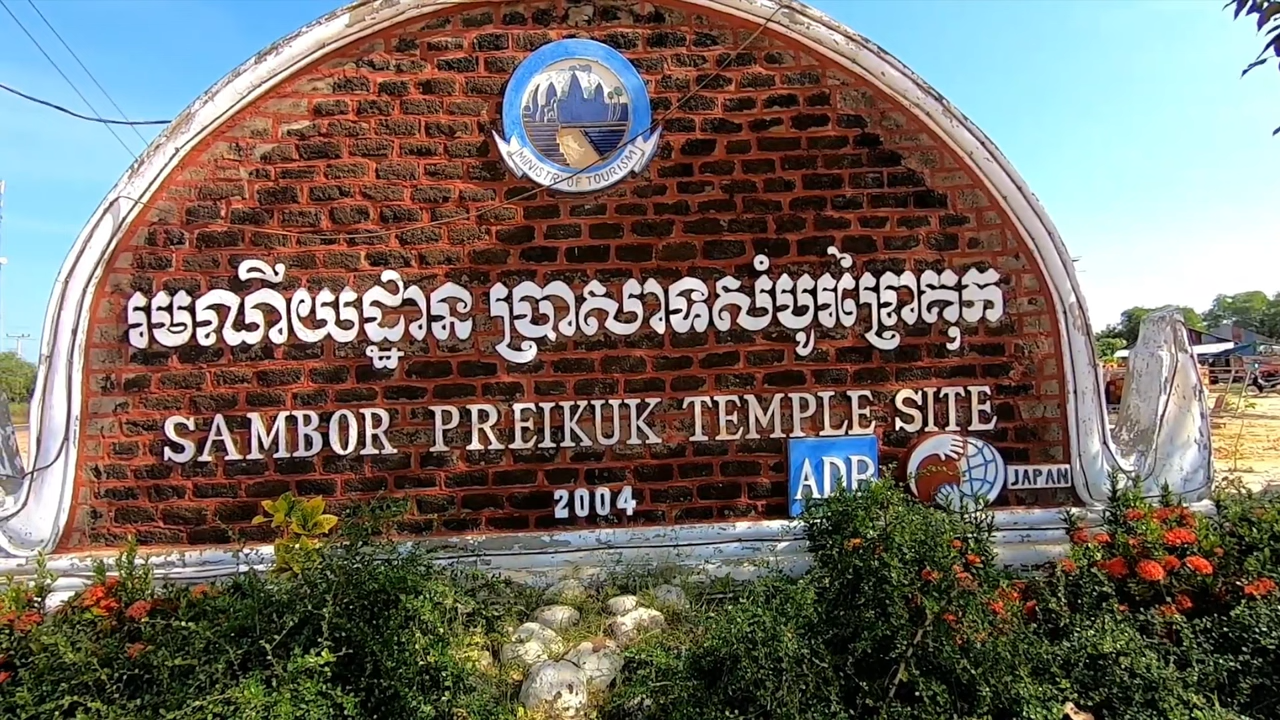 MINISTRY OF TOURISM
រមណីយដ្ឋាន ប្រាសាទសំបូរព្រៃគុក
SAMBOR PREIKUK TEMPLE SITE
2004
ADB
JAPAN